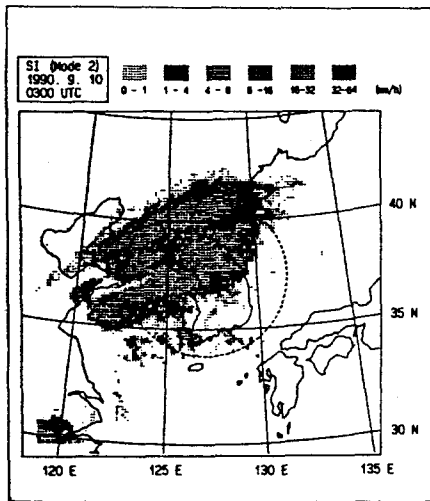 SI (Mode 2)
1990. 9. 10
0300 UTC
0 - 1 1 - 4 4 - 8 8 -16 16-32 32-64 (mm/h)
40 N
35 N
30 N
120 E 125 E 130 E 135 E